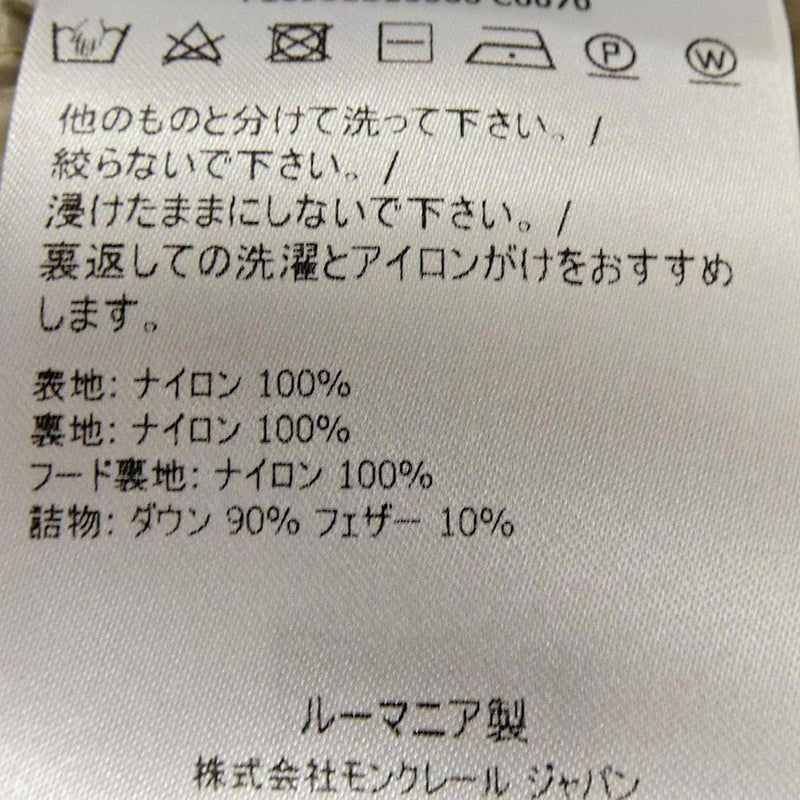 P W
他のものと分けて洗って下さい。/
絞らないで下さい。/
浸けたままにしないで下さい。/
裏返しての洗濯とアイロンがけをおすすめ
します。
表地: ナイロン 100%
裏地: ナイロン 100%
フード裏地: ナイロン 100%
詰物: ダウン 90% フェザー 10%
ルーマニア製
株式会社モンクレール ジャパン